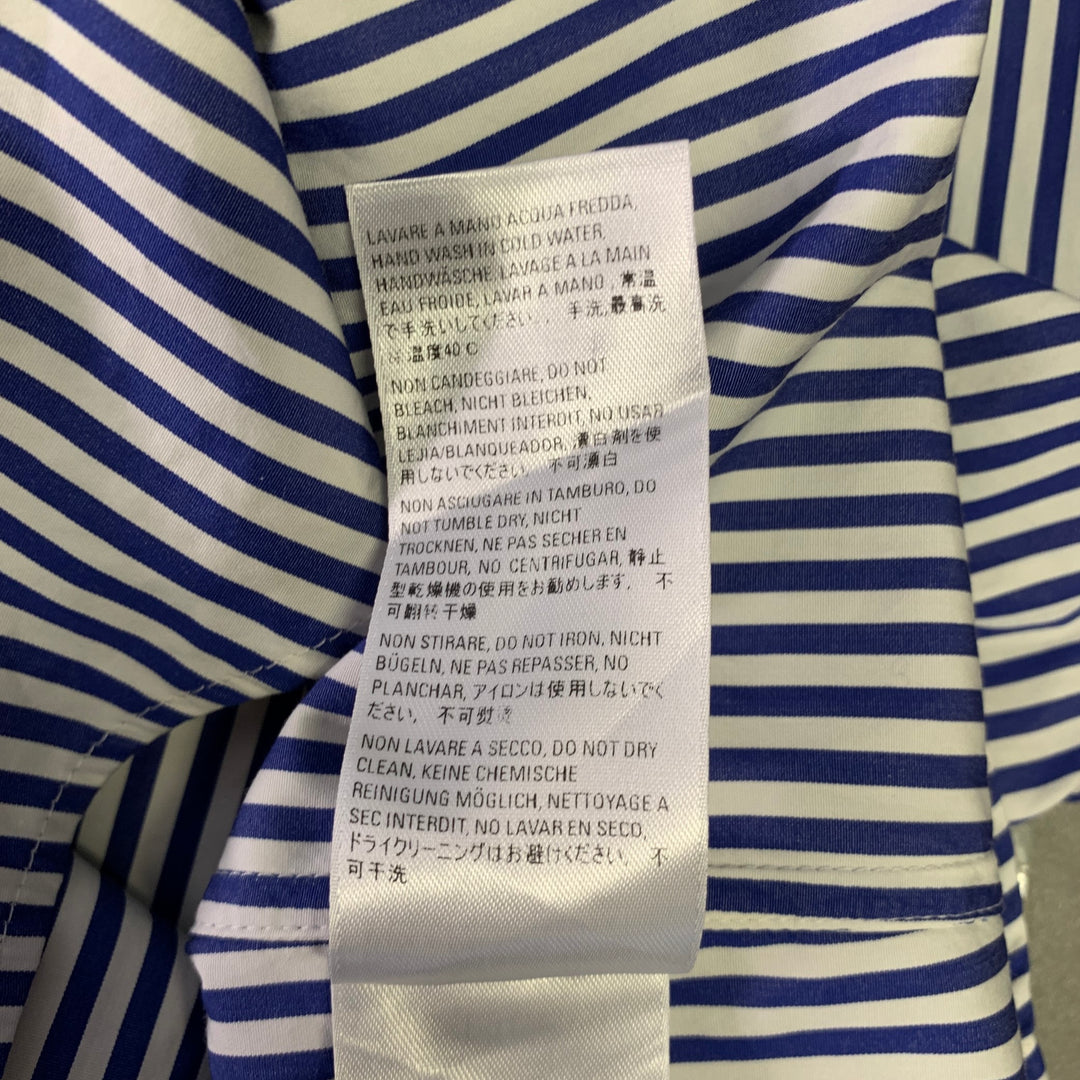 LAVARE A MANO ACQUA FREDDA,
HAND WASH IN COLD WATER,
HANDWÄSCHE, LAVAGE A LA MAIN
EAU FROIDE, LAVAR A MANO , 常温
で手洗いしてください. 手洗,最高洗
温度40℃
NON CANDEGGIARE, DO NOT
BLEACH, NICHT BLEICHEN,
BLANCHIMENT INTERDIT, NO USAR
LEJIA/BLANQUEADOR, 漂白剤を使
用しないでください. 不可漂白
NON ASCIUGARE IN TAMBURO, DO
NOT TUMBLE DRY, NICHT
TROCKNEN, NE PAS SECHER EN
TAMBOUR, NO CENTRIFUGAR, 静止
型乾燥機の使用をお勧めします. 不
可翻转干燥
NON STIRARE, DO NOT IRON, NICHT
BÜGELN, NE PAS REPASSER, NO
PLANCHAR, アイロンは使用しないでく
ださい. 不可熨烫
NON LAVARE A SECCO, DO NOT DRY
CLEAN, KEINE CHEMISCHE
REINIGUNG MÖGLICH, NETTOYAGE A
SEC INTERDIT, NO LAVAR EN SECO,
ドライクリーニングはお避けください. 不
可干洗